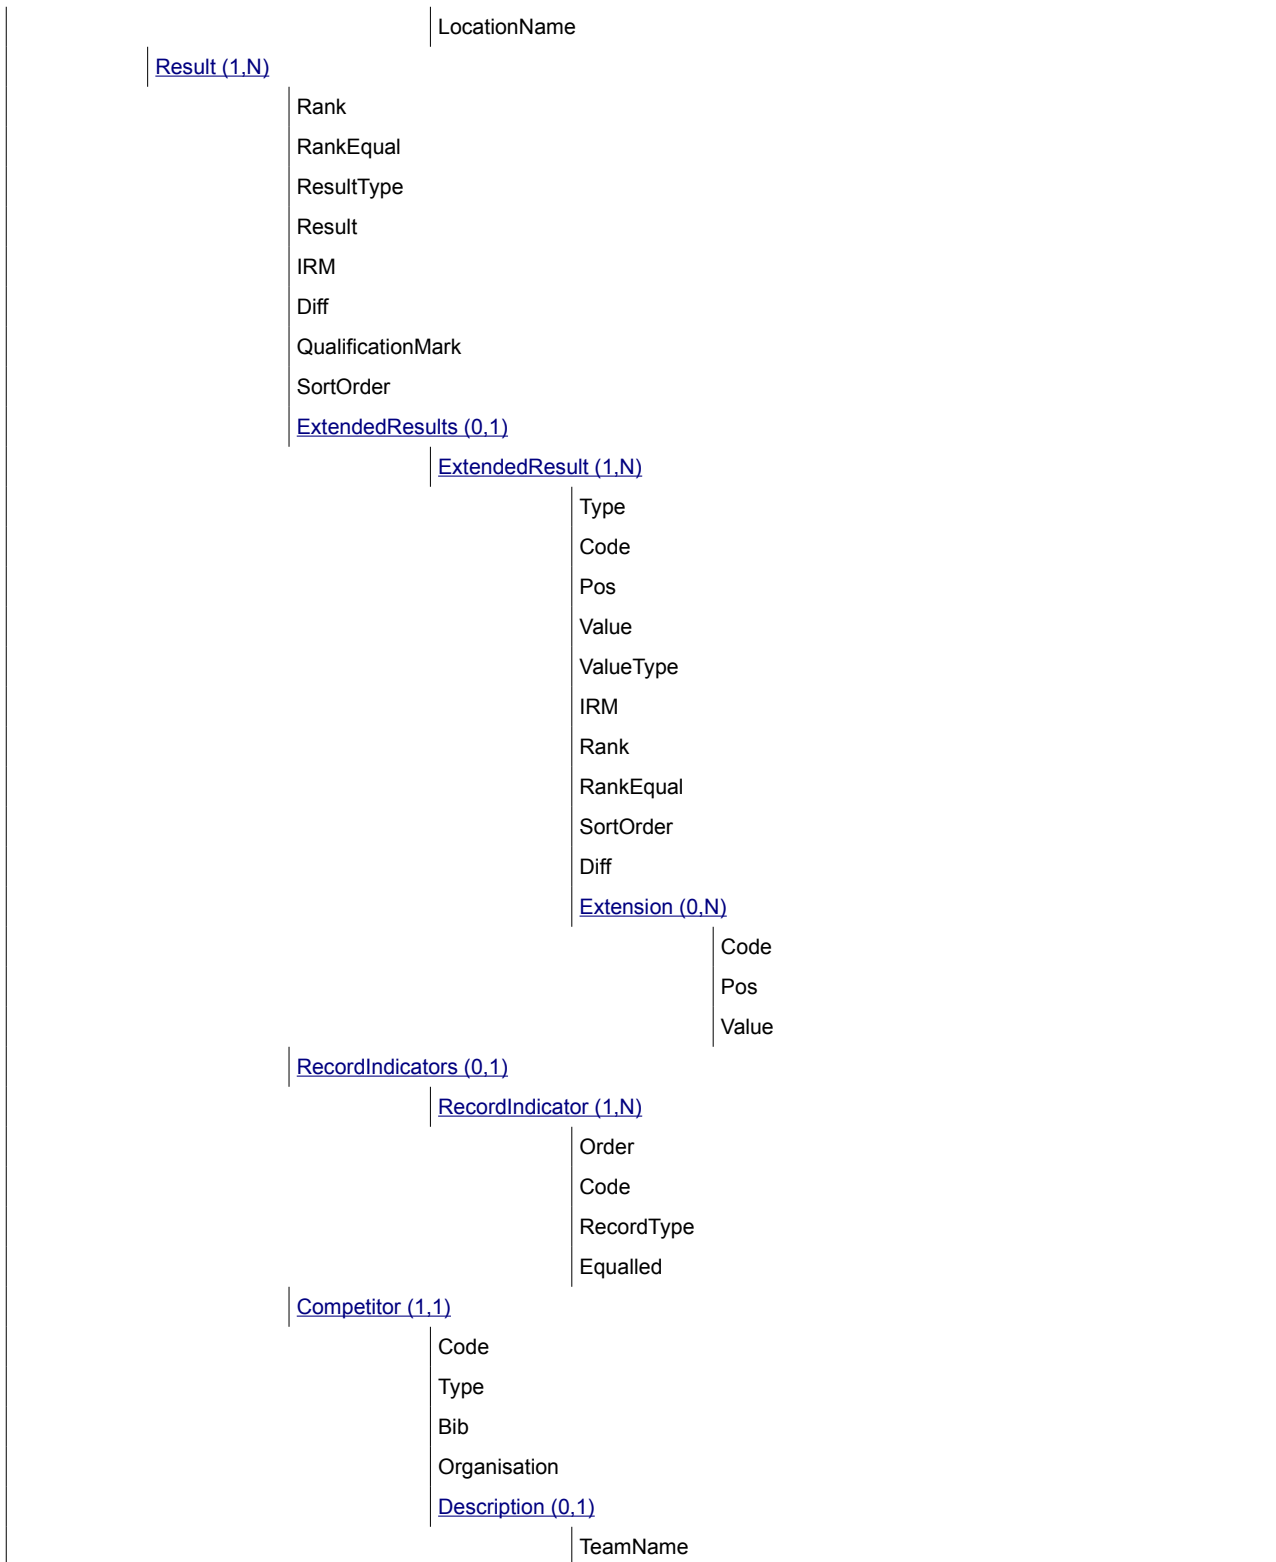 LocationName
Result (1,N)
Rank
RankEqual
ResultType
Result
IRM
Diff
QualificationMark
SortOrder
ExtendedResults (0,1)
ExtendedResult (1,N)
Type
Code
Pos
Value
ValueType
IRM
Rank
RankEqual
SortOrder
Diff
Extension (0,N)
Code
Pos
Value
RecordIndicators (0,1)
RecordIndicator (1,N)
Order
Code
RecordType
Equalled
Competitor (1,1)
Code
Type
Bib
Organisation
Description (0,1)
TeamName